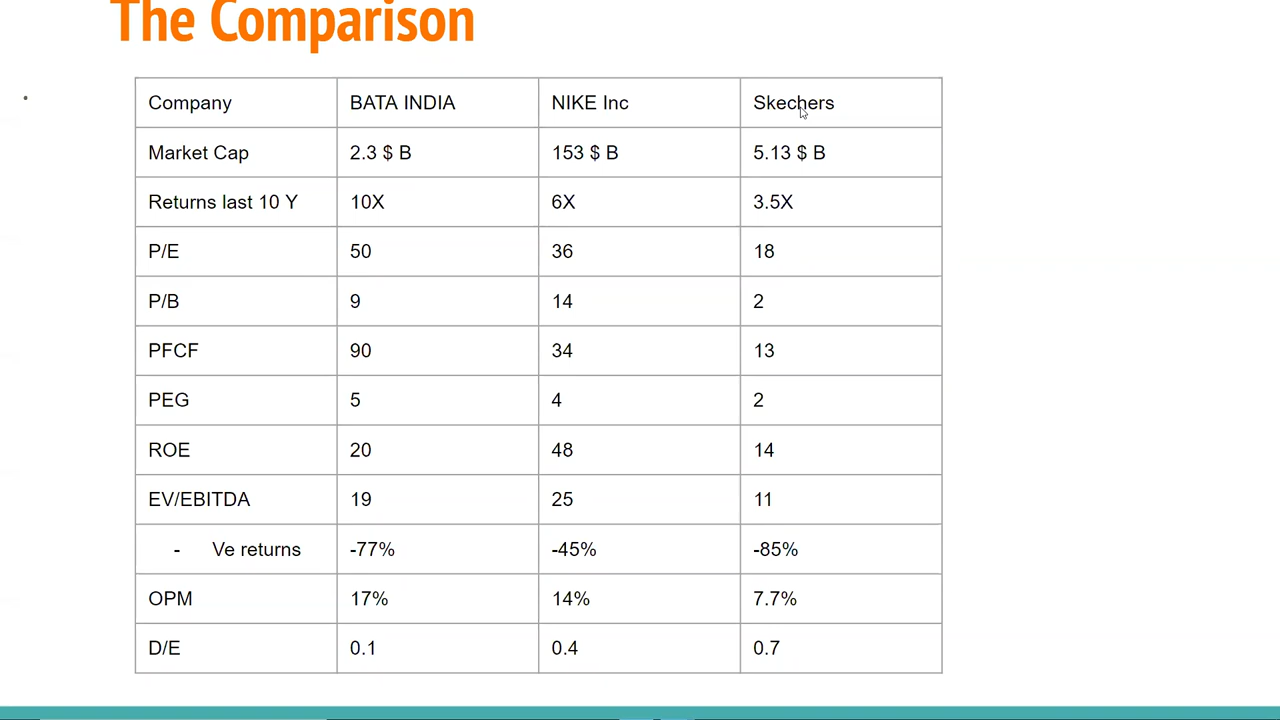 The Comparison
Company BATA INDIA NIKE Inc Skechers
Market Cap 2.3 $ B 153 $ B 5.13 $ B
Returns last 10 Y 10X 6X 3.5X
P/E 50 36 18
P/B 9 14 2
PFCF 90 34 13
PEG 5 4 2
ROE 20 48 14
EV/EBITDA 19 25 11
- Ve returns -77% -45% -85%
OPM 17% 14% 7.7%
D/E 0.1 0.4 0.7